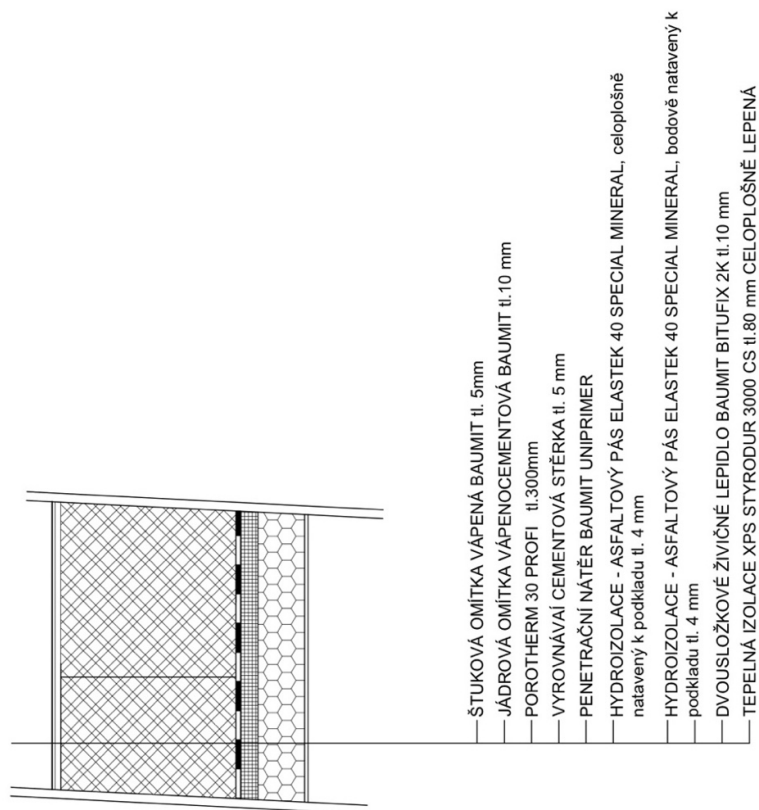 ŠTUKOVÁ OMÍTKA VÁPENÁ BAUMIT tl. 5mm
JÁDROVÁ OMÍTKA VÁPENOCEMENTOVÁ BAUMIT tl.10 mm
POROTHERM 30 PROFI tl.300mm
VYROVNÁVAÍ CEMENTOVÁ STĚRKA tl. 5 mm
PENETRAČNÍ NÁTĚR BAUMIT UNIPRIMER
HYDROIZOLACE - ASFALTOVÝ PÁS ELASTEK 40 SPECIAL MINERAL, celoplošně
natavený k podkladu tl. 4 mm
HYDROIZOLACE - ASFALTOVÝ PÁS ELASTEK 40 SPECIAL MINERAL, bodově natavený k
podkladu tl. 4 mm
DVOUSLOŽKOVÉ ŽIVIČNÉ LEPIDLO BAUMIT BITUFIX 2K tl.10 mm
TEPELNÁ IZOLACE XPS STYRODUR 3000 CS tl.80 mm CELOPLOŠNĚ LEPENÁ